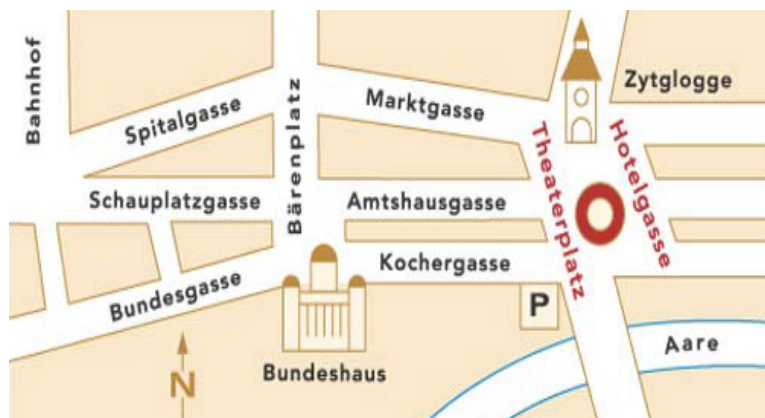 Bahnhof
Spitalgasse
Bärenplatz
Marktgasse
Zytglogge
Theaterplatz
Hotelgasse
Schauplatzgasse
Amtshausgasse
Kochergasse
Bundesgasse
P
Aare
Bundeshaus
N